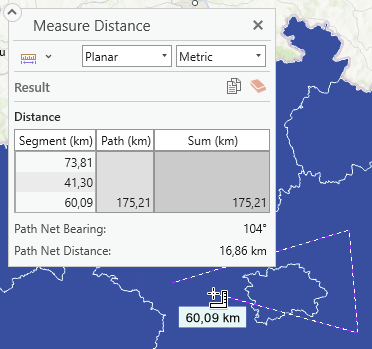 Measure Distance
Planar Metric
Result
Distance
Segment (km) Path (km) Sum (km)
73,81
41,30
60,09 175,21 175,21
Path Net Bearing: 104°
Path Net Distance: 16,86 km
60,09 km